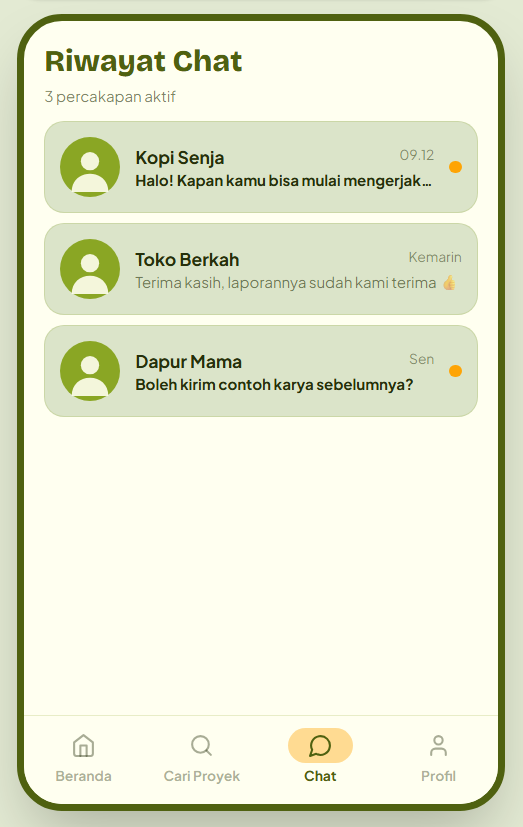 Riwayat Chat
3 percakapan aktif
Kopi Senja
09.12
Halo! Kapan kamu bisa mulai mengerjak…
Toko Berkah
Kemarin
Terima kasih, laporannya sudah kami terima 👍
Dapur Mama
Sen
Boleh kirim contoh karya sebelumnya?
Beranda
Cari Proyek
Chat
Profil